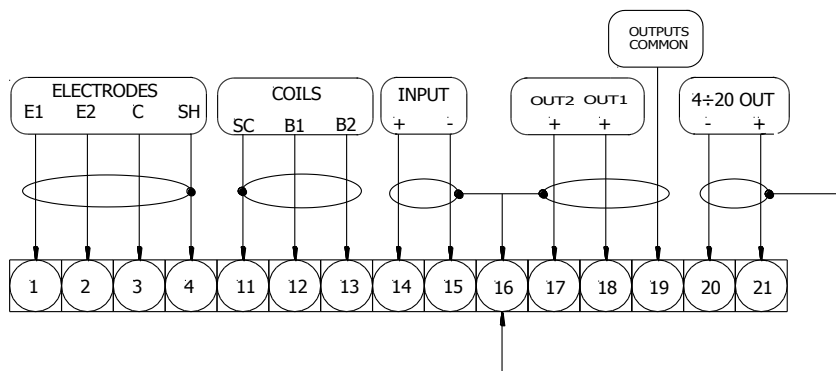 OUTPUTS
COMMON
ELECTRODES
E1 E2 C SH
COILS
SC B1 B2
INPUT
+ -
OUT2 OUT1
+ +
4÷20 OUT
- +
1 2 3 4 11 12 13 14 15 16 17 18 19 20 21